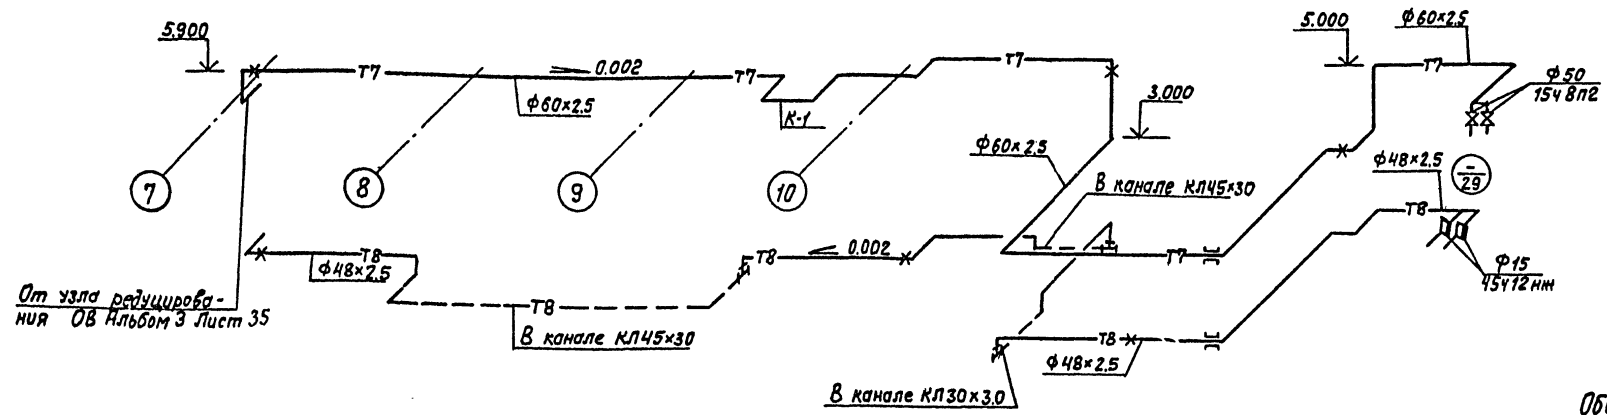 5.900
Т7
0.002
Т7
Т7
5.000
ф60×2.5
Т7
ф50
15ч8п2
ф60×2.5
К-1
3.000
ф60×2.5
ф48×2.5
-
29
7
8
9
10
В канале КЛ45×30
Т8
Т8
0.002
Т8
Т7
ф48×2.5
ф15
45ч12нж
От узла редуцирова-
ния ОВ Альбом 3 Лист 35
Т8
В канале КЛ45×30
Т8
ф48×2.5
В канале КЛ30×3.0